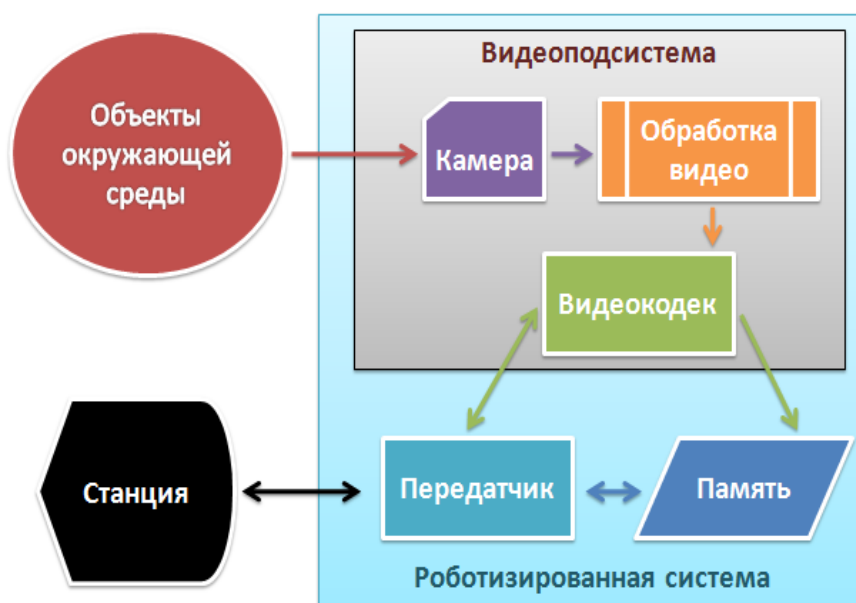 Видеоподсистема
Объекты
окружающей
среды
Камера
Обработка
видео
Видеокодек
Станция
Передатчик
Память
Роботизированная система